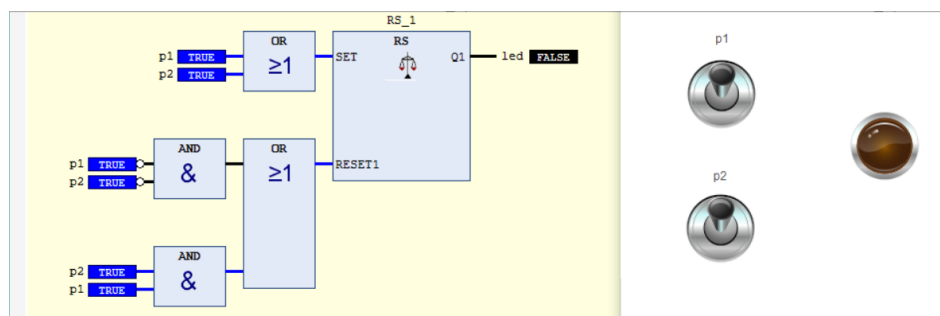 RS_1
OR
RS
p1 TRUE
≥1
SET
Q1
led FALSE
p2 TRUE
AND
OR
p1 TRUE
&
≥1
RESET1
p2 TRUE
AND
p2 TRUE
&
p1 TRUE
p1
p2